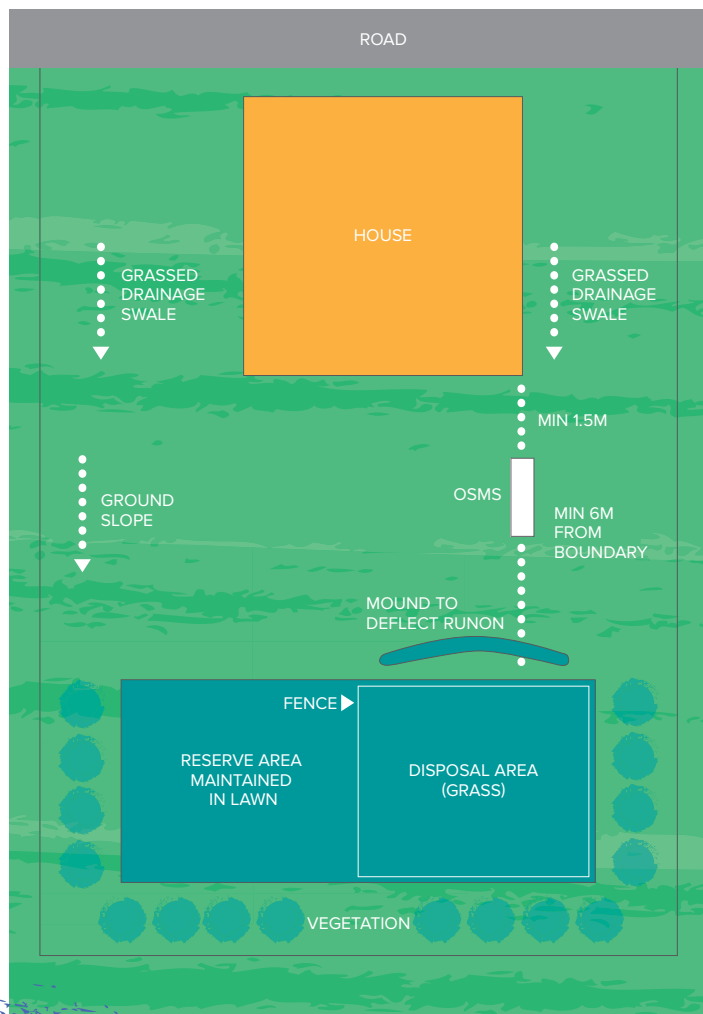 ROAD
HOUSE
GRASSED
DRAINAGE
SWALE
GRASSED
DRAINAGE
SWALE
MIN 1.5M
GROUND
SLOPE
OSMS
MIN 6M
FROM
BOUNDARY
MOUND TO
DEFLECT RUNON
FENCE
RESERVE AREA
MAINTAINED
IN LAWN
DISPOSAL AREA
(GRASS)
VEGETATION